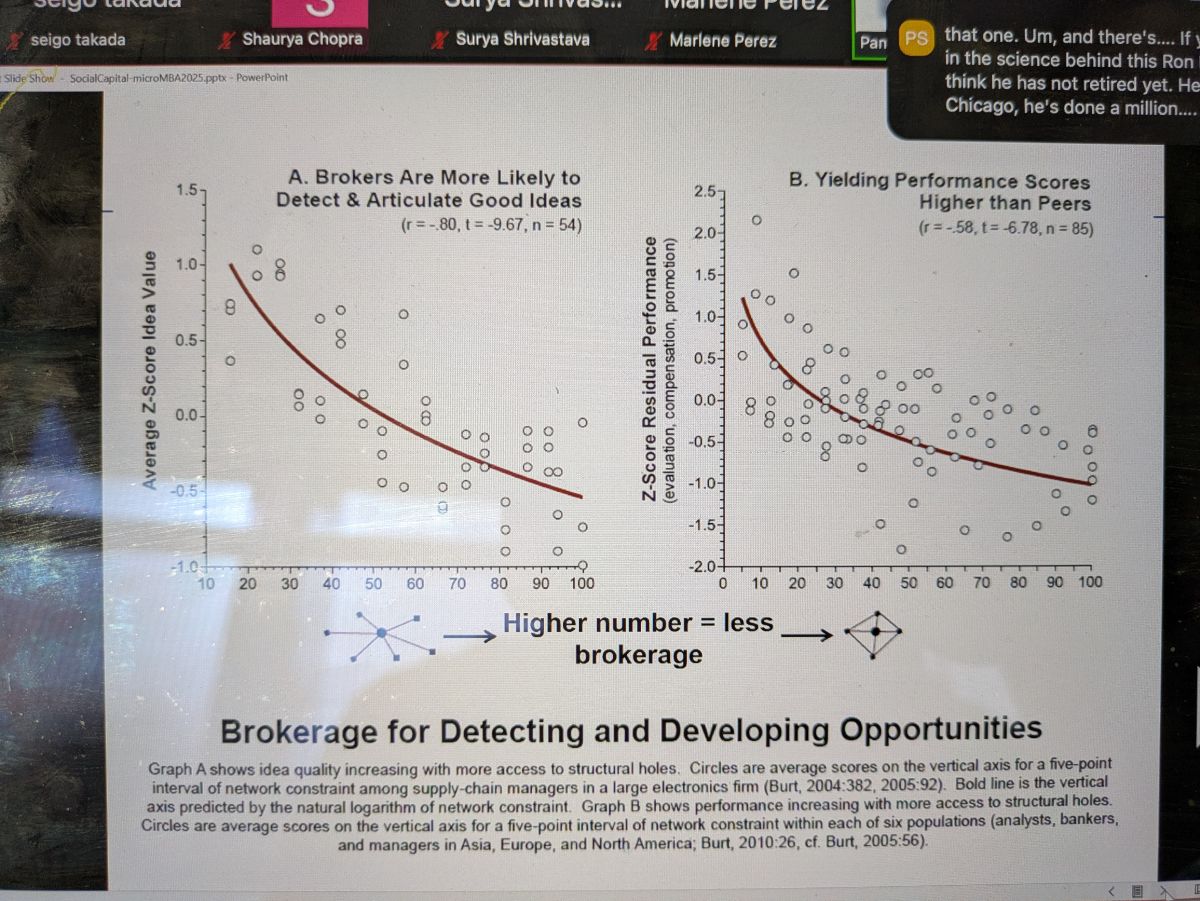 S
seigo takada
Shaurya Chopra
Surya Shrivastava
Marlene Perez
Pan
PS
that one. Um, and there's.... If
in the science behind this Ron
think he has not retired yet. He
Chicago, he's done a million....
Slide Show - SocialCapital-microMBA2025.pptx - PowerPoint
A. Brokers Are More Likely to
Detect & Articulate Good Ideas
(r = -.80, t = -9.67, n = 54)
Average Z-Score Idea Value
1.5
1.0
0.5
0.0
-0.5
-1.0
10 20 30 40 50 60 70 80 90 100
B. Yielding Performance Scores
Higher than Peers
(r = -.58, t = -6.78, n = 85)
Z-Score Residual Performance
(evaluation, compensation, promotion)
2.5
2.0
1.5
1.0
0.5
0.0
-0.5
-1.0
-1.5
-2.0
0 10 20 30 40 50 60 70 80 90 100
Higher number = less
brokerage
Brokerage for Detecting and Developing Opportunities
Graph A shows idea quality increasing with more access to structural holes. Circles are average scores on the vertical axis for a five-point
interval of network constraint among supply-chain managers in a large electronics firm (Burt, 2004:382, 2005:92). Bold line is the vertical
axis predicted by the natural logarithm of network constraint. Graph B shows performance increasing with more access to structural holes.
Circles are average scores on the vertical axis for a five-point interval of network constraint within each of six populations (analysts, bankers,
and managers in Asia, Europe, and North America; Burt, 2010:26, cf. Burt, 2005:56).